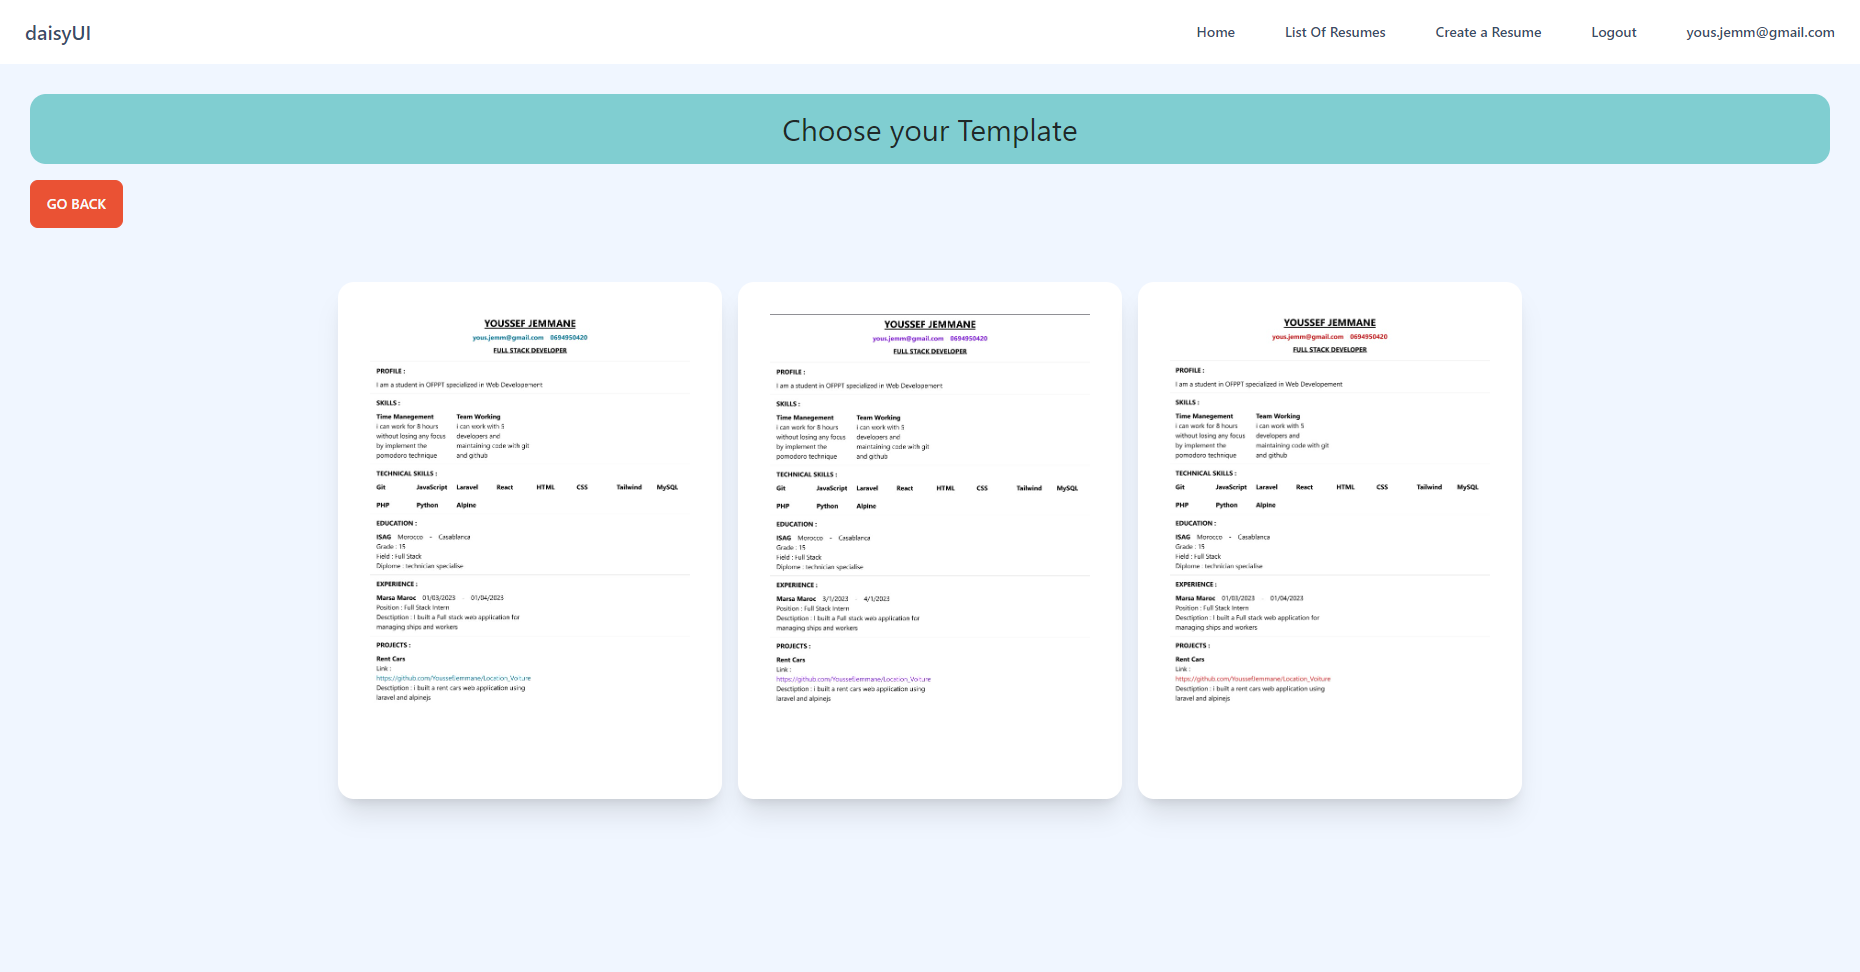 daisyUI
Home
List Of Resumes
Create a Resume
Logout
yous.jemm@gmail.com
Choose your Template
GO BACK
YOUSSEF JEMMANE
yous.jemm@gmail.com 0694950420
FULL STACK DEVELOPER
PROFILE :
I am a student in OFPPT specialized in Web Developement
SKILLS :
Time Manegement Team Working
i can work for 8 hours i can work with 5
without losing any focus developers and
by implement the maintaining code with git
pomodoro technique and github
TECHNICAL SKILLS :
Git JavaScript Laravel React HTML CSS Tailwind MySQL
PHP Python Alpine
EDUCATION :
ISAG Morocco - Casablanca
Grade : 15
Field : Full Stack
Diplome : technician specialise
EXPERIENCE :
Marsa Maroc 01/03/2023 - 01/04/2023
Position : Full Stack Intern
Desctiption : I built a Full stack web application for
managing ships and workers
PROJECTS :
Rent Cars
Link :
https://github.com/YoussefJemmane/Location_Voiture
Desctiption : i built a rent cars web application using
laravel and alpinejs
YOUSSEF JEMMANE
yous.jemm@gmail.com 0694950420
FULL STACK DEVELOPER
PROFILE :
I am a student in OFPPT specialized in Web Developement
SKILLS :
Time Manegement Team Working
i can work for 8 hours i can work with 5
without losing any focus developers and
by implement the maintaining code with git
pomodoro technique and github
TECHNICAL SKILLS :
Git JavaScript Laravel React HTML CSS Tailwind MySQL
PHP Python Alpine
EDUCATION :
ISAG Morocco - Casablanca
Grade : 15
Field : Full Stack
Diplome : technician specialise
EXPERIENCE :
Marsa Maroc 3/1/2023 - 4/1/2023
Position : Full Stack Intern
Desctiption : I built a Full stack web application for
managing ships and workers
PROJECTS :
Rent Cars
Link :
https://github.com/YoussefJemmane/Location_Voiture
Desctiption : i built a rent cars web application using
laravel and alpinejs
YOUSSEF JEMMANE
yous.jemm@gmail.com 0694950420
FULL STACK DEVELOPER
PROFILE :
I am a student in OFPPT specialized in Web Developement
SKILLS :
Time Manegement Team Working
i can work for 8 hours i can work with 5
without losing any focus developers and
by implement the maintaining code with git
pomodoro technique and github
TECHNICAL SKILLS :
Git JavaScript Laravel React HTML CSS Tailwind MySQL
PHP Python Alpine
EDUCATION :
ISAG Morocco - Casablanca
Grade : 15
Field : Full Stack
Diplome : technician specialise
EXPERIENCE :
Marsa Maroc 01/03/2023 - 01/04/2023
Position : Full Stack Intern
Desctiption : I built a Full stack web application for
managing ships and workers
PROJECTS :
Rent Cars
Link :
https://github.com/YoussefJemmane/Location_Voiture
Desctiption : i built a rent cars web application using
laravel and alpinejs